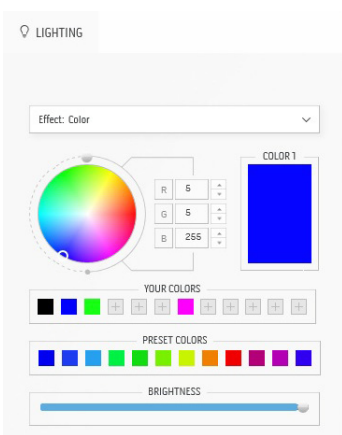 LIGHTING
Effect: Color
COLOR 1
R 5
G 5
B 255
YOUR COLORS
PRESET COLORS
BRIGHTNESS